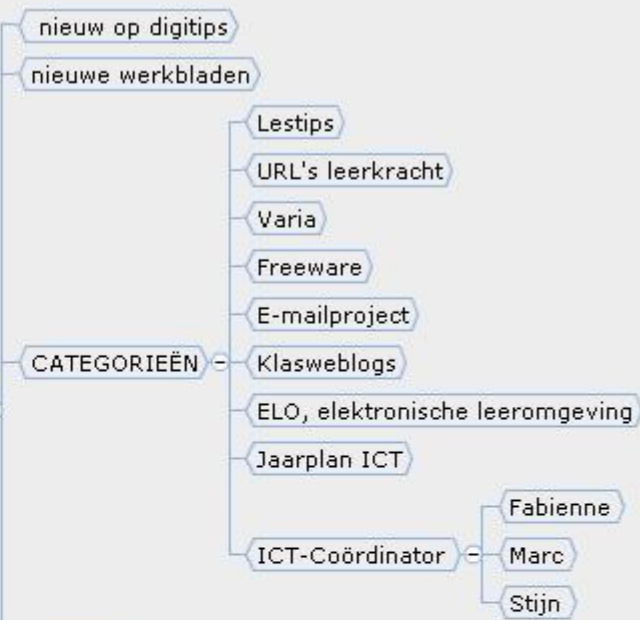 nieuw op digitips
nieuwe werkbladen
CATEGORIEËN
Lestips
URL's leerkracht
Varia
Freeware
E-mailproject
Klasweblogs
ELO, elektronische leeromgeving
Jaarplan ICT
ICT-Coördinator
Fabienne
Marc
Stijn